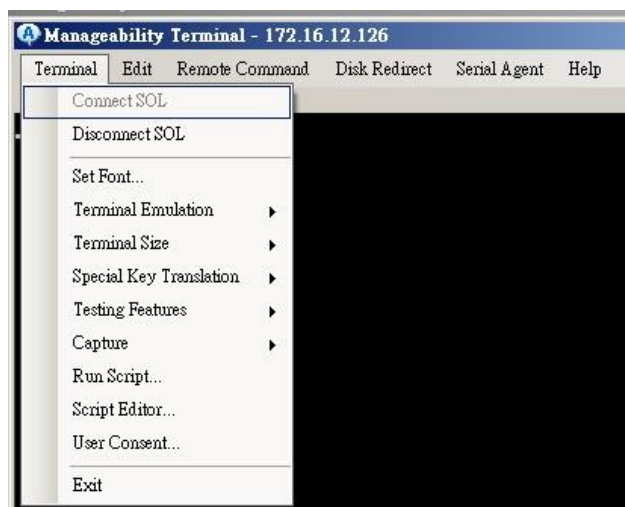 Manageability Terminal - 172.16.12.126
Terminal Edit Remote Command Disk Redirect Serial Agent Help
Connect SOL
Disconnect SOL
Set Font...
Terminal Emulation
Terminal Size
Special Key Translation
Testing Features
Capture
Run Script...
Script Editor...
User Consent...
Exit